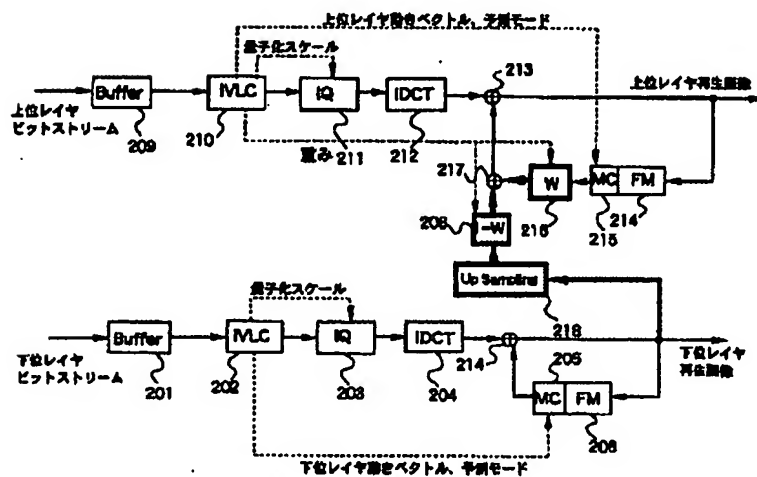 上位レイヤ動きベクトル、予測モード
量子化スケール
213
上位レイヤ再生画像
Buffer
IVLC
IQ
IDCT
上位レイヤ
ビットストリーム
209
210
重み
211
212
217
W
MC
FM
214
215
216
208
-W
Up Sampling
218
量子化スケール
Buffer
IVLC
IQ
IDCT
下位レイヤ
ビットストリーム
201
202
203
204
214
205
下位レイヤ
再生画像
MC
FM
206
下位レイヤ動きベクトル、予測モード